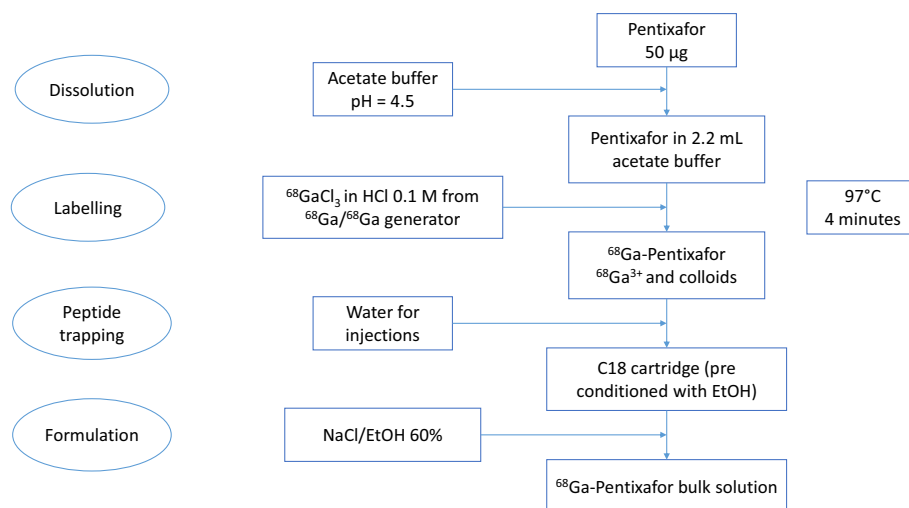 Pentixafor
50 µg
Dissolution
Acetate buffer
pH = 4.5
Pentixafor in 2.2 mL
acetate buffer
Labelling
⁶⁸GaCl₃ in HCl 0.1 M from
⁶⁸Ga/⁶⁸Ga generator
97°C
4 minutes
⁶⁸Ga-Pentixafor
⁶⁸Ga³⁺ and colloids
Peptide
trapping
Water for
injections
C18 cartridge (pre
conditioned with EtOH)
Formulation
NaCl/EtOH 60%
⁶⁸Ga-Pentixafor bulk solution